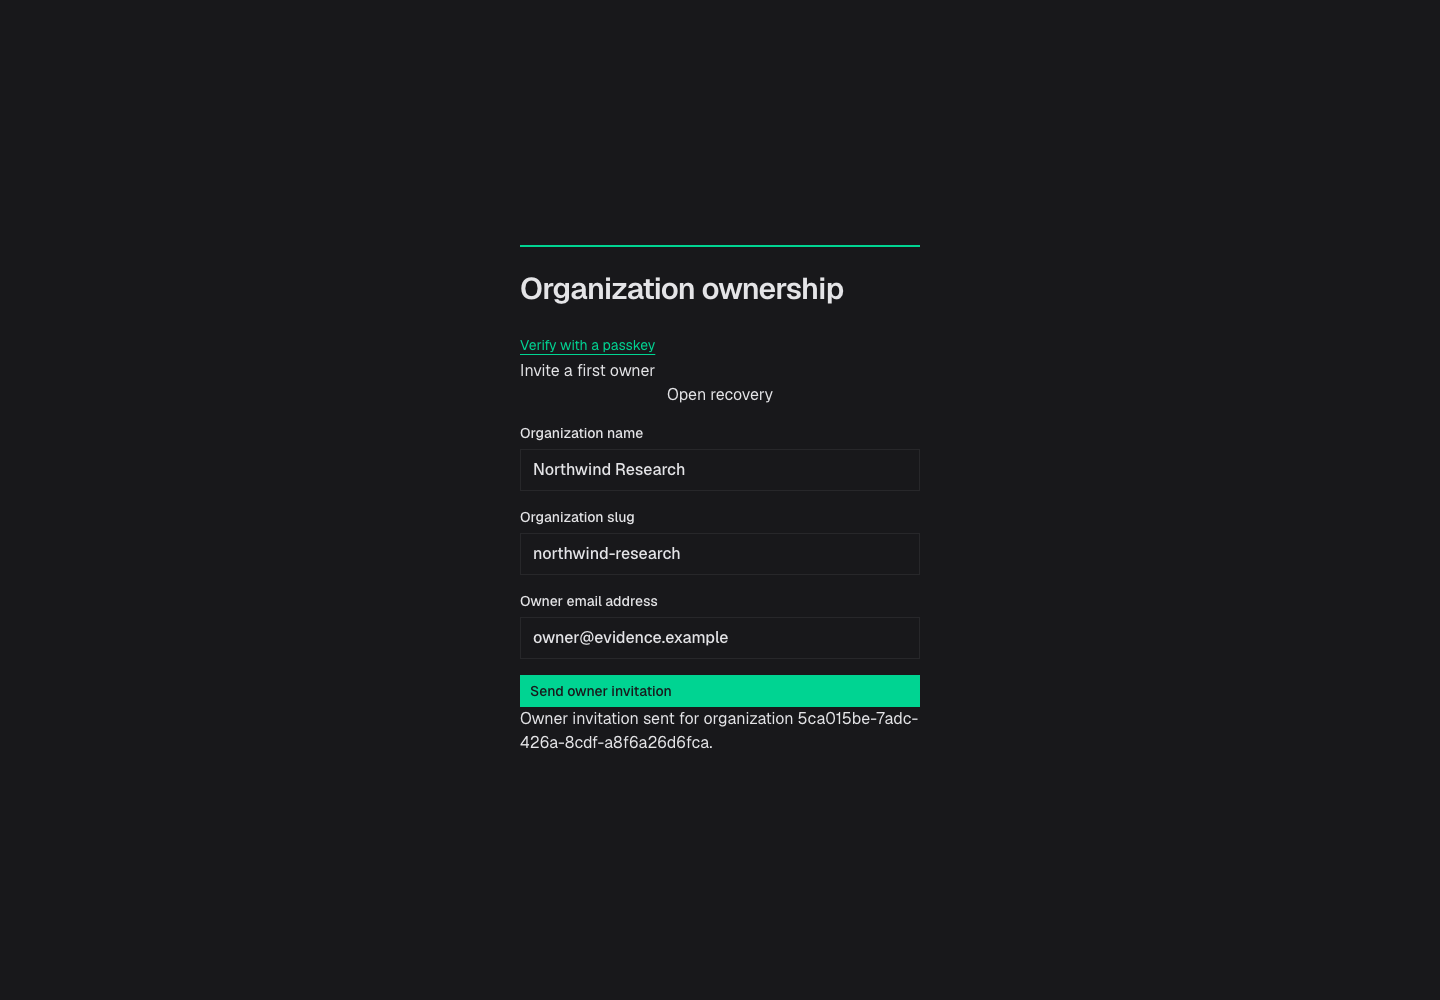 Organization ownership
Verify with a passkey
Invite a first owner
Open recovery
Organization name
Northwind Research
Organization slug
northwind-research
Owner email address
owner@evidence.example
Send owner invitation
Owner invitation sent for organization 5ca015be-7adc-
426a-8cdf-a8f6a26d6fca.